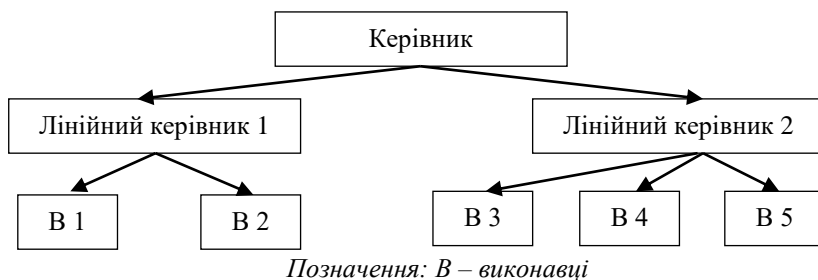 Керівник
Лінійний керівник 1 Лінійний керівник 2
В 1 В 2 В 3 В 4 В 5
Позначення: В – виконавці